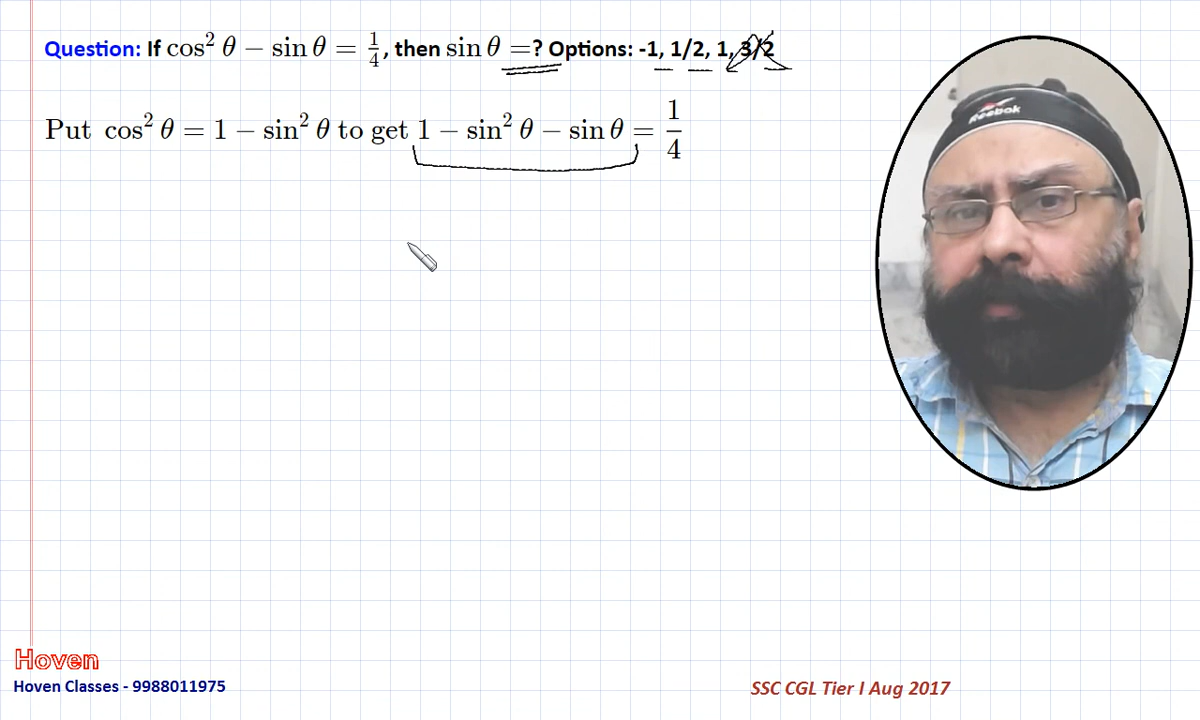 Question: If cos² θ − sin θ = 1/4, then sin θ =? Options: -1, 1/2, 1, 3/2
Put cos² θ = 1 − sin² θ to get 1 − sin² θ − sin θ = 1/4
Reebok
Hoven
Hoven Classes - 9988011975
SSC CGL Tier I Aug 2017